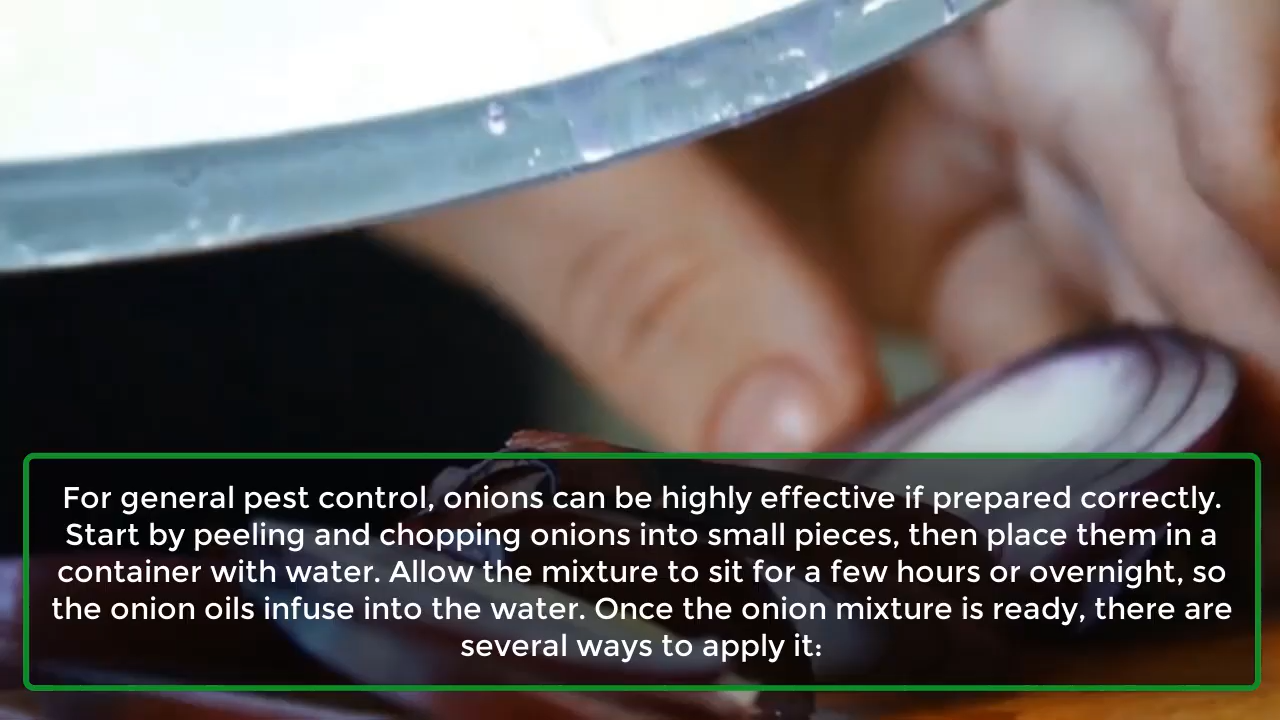 For general pest control, onions can be highly effective if prepared correctly.
Start by peeling and chopping onions into small pieces, then place them in a
container with water. Allow the mixture to sit for a few hours or overnight, so
the onion oils infuse into the water. Once the onion mixture is ready, there are
several ways to apply it: